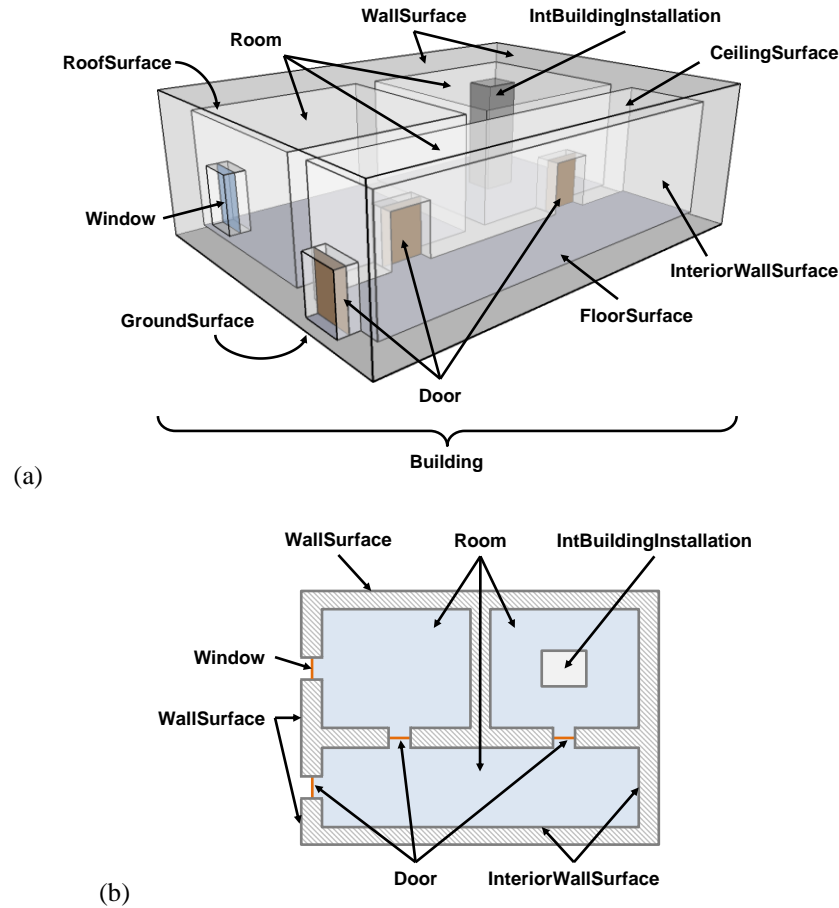 WallSurface
IntBuildingInstallation
Room
CeilingSurface
RoofSurface
Window
InteriorWallSurface
GroundSurface
FloorSurface
Door
Building
(a)
WallSurface
Room
IntBuildingInstallation
Window
WallSurface
Door
InteriorWallSurface
(b)